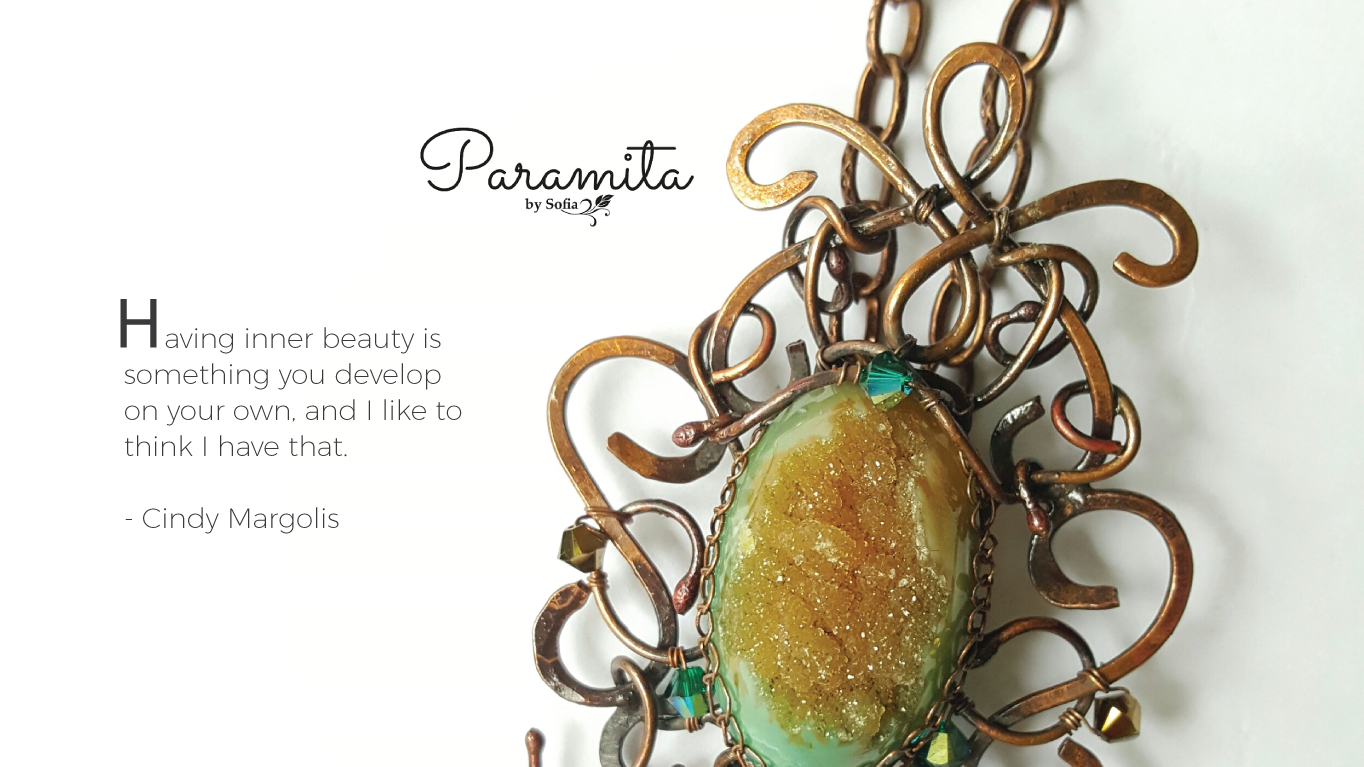 Paramita
by Sofia
Having inner beauty is
something you develop
on your own, and I like to
think I have that.
- Cindy Margolis